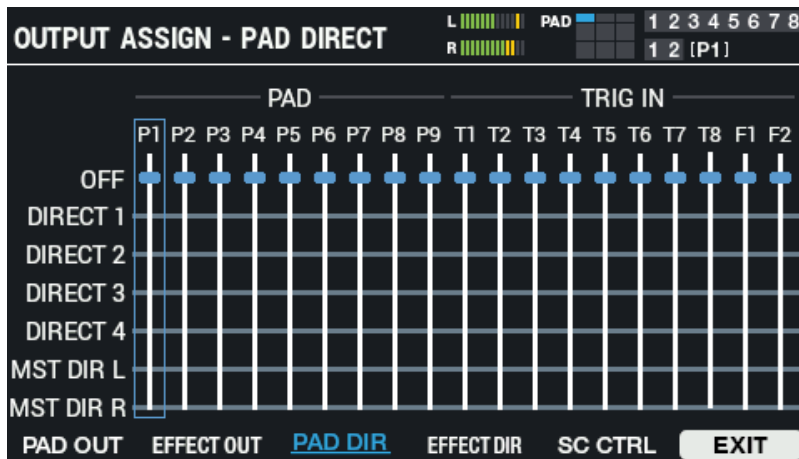 OUTPUT ASSIGN - PAD DIRECT L PAD 1 2 3 4 5 6 7 8
R 1 2 [P1]
PAD TRIG IN
P1 P2 P3 P4 P5 P6 P7 P8 P9 T1 T2 T3 T4 T5 T6 T7 T8 F1 F2
OFF
DIRECT 1
DIRECT 2
DIRECT 3
DIRECT 4
MST DIR L
MST DIR R
PAD OUT EFFECT OUT PAD DIR EFFECT DIR SC CTRL EXIT